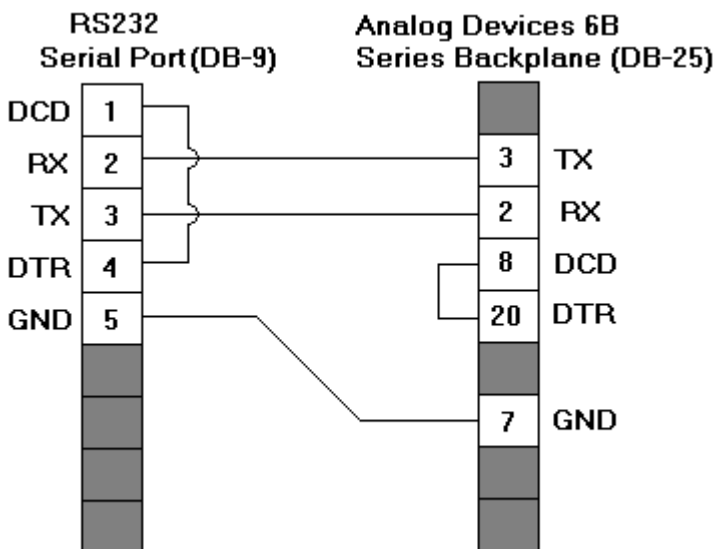 RS232
Serial Port (DB-9)
Analog Devices 6B
Series Backplane (DB-25)
DCD 1
RX 2
TX 3
DTR 4
GND 5
3 TX
2 RX
8 DCD
20 DTR
7 GND